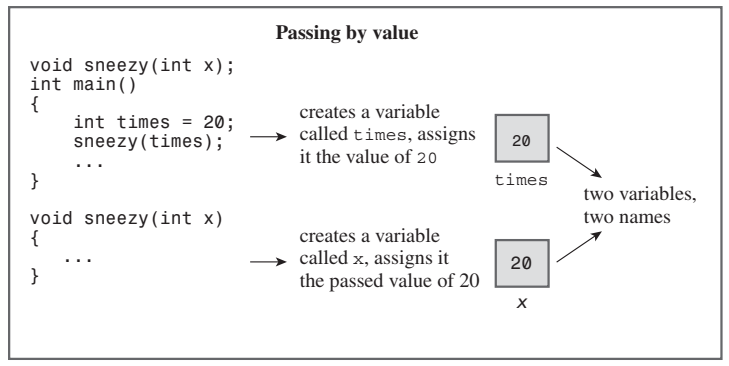 Passing by value
void sneezy(int x);
int main()
{
    int times = 20;
    sneezy(times);
    ...
}
creates a variable
called times, assigns
it the value of 20
20
times
two variables,
two names
void sneezy(int x)
{
    ...
}
creates a variable
called x, assigns it
the passed value of 20
20
x